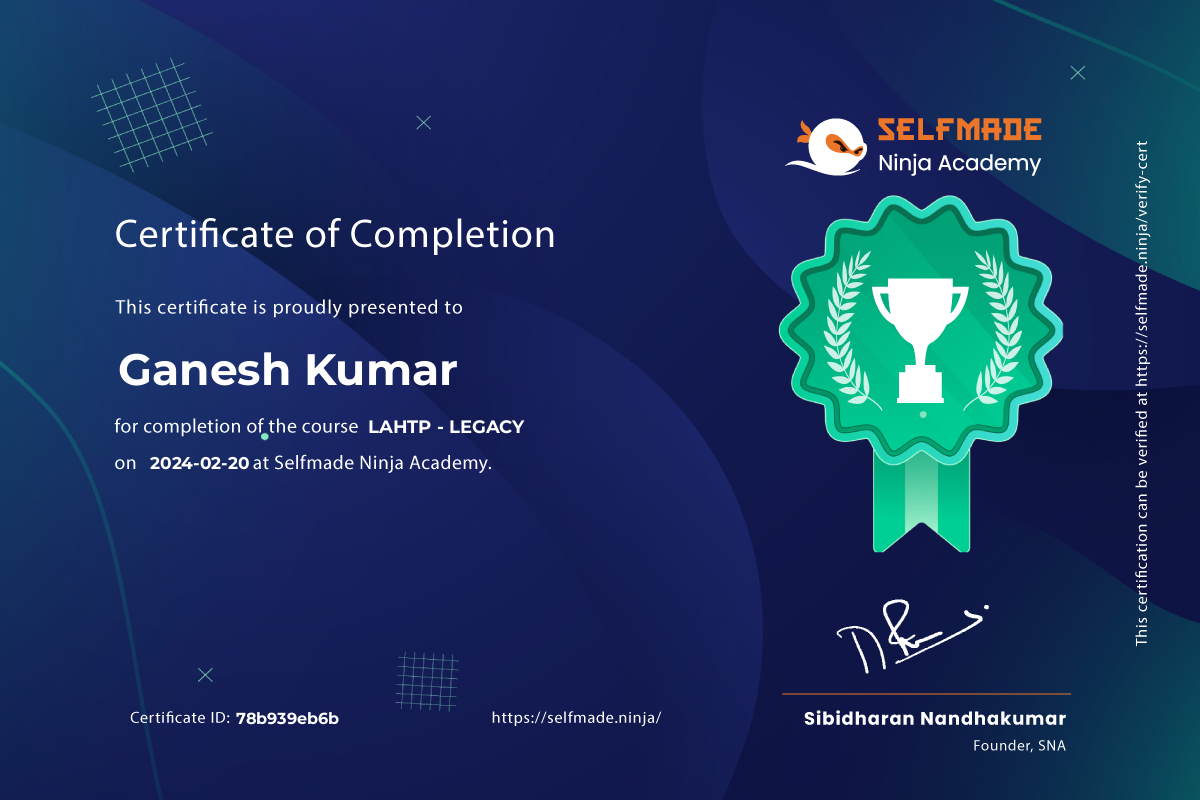 SELFMADE
Ninja Academy
Certificate of Completion
This certificate is proudly presented to
Ganesh Kumar
for completion of the course LAHTP - LEGACY
on 2024-02-20 at Selfmade Ninja Academy.
Certificate ID: 78b939eb6b
https://selfmade.ninja/
Sibidharan Nandhakumar
Founder, SNA
This certification can be verified at https://selfmade.ninja/verify-cert